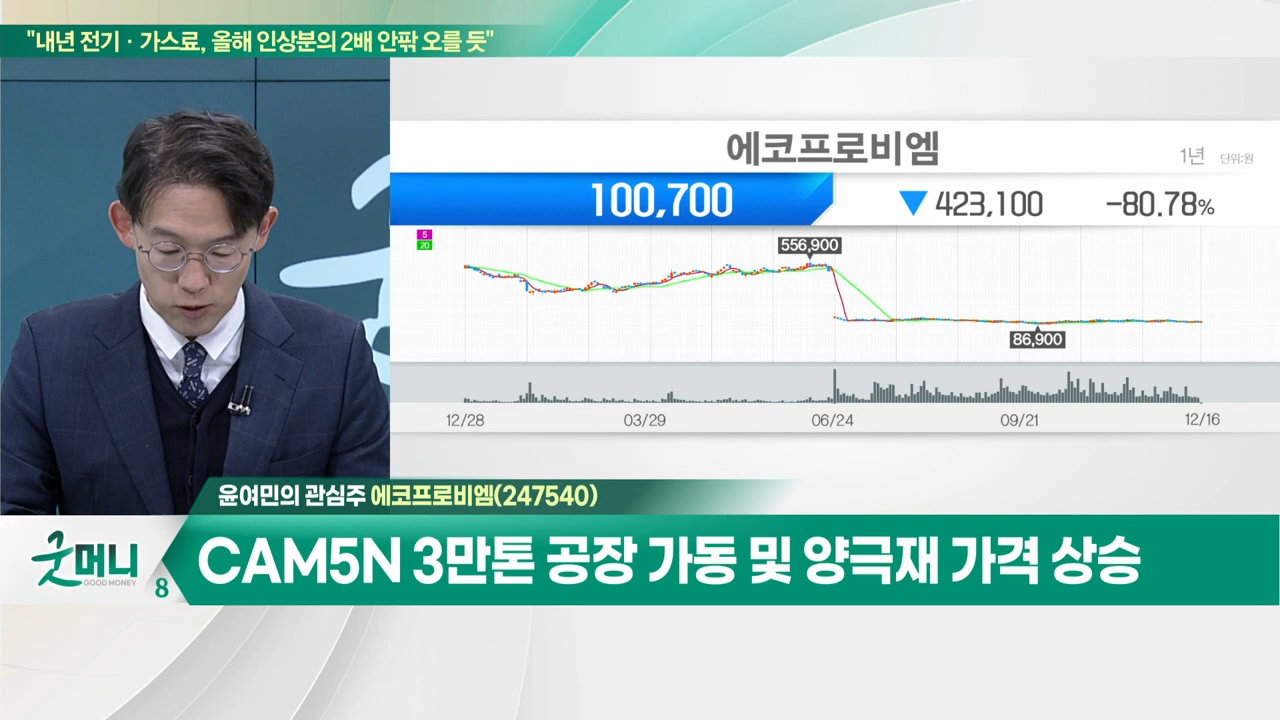 "내년 전기·가스료, 올해 인상분의 2배 안팎 오를 듯"
에코프로비엠
1년 단위:원
100,700 ▼ 423,100 -80.78%
5
20
556,900
86,900
12/28 03/29 06/24 09/21 12/16
윤여민의 관심주 에코프로비엠(247540)
굿머니
GOOD MONEY
8
CAM5N 3만톤 공장 가동 및 양극재 가격 상승